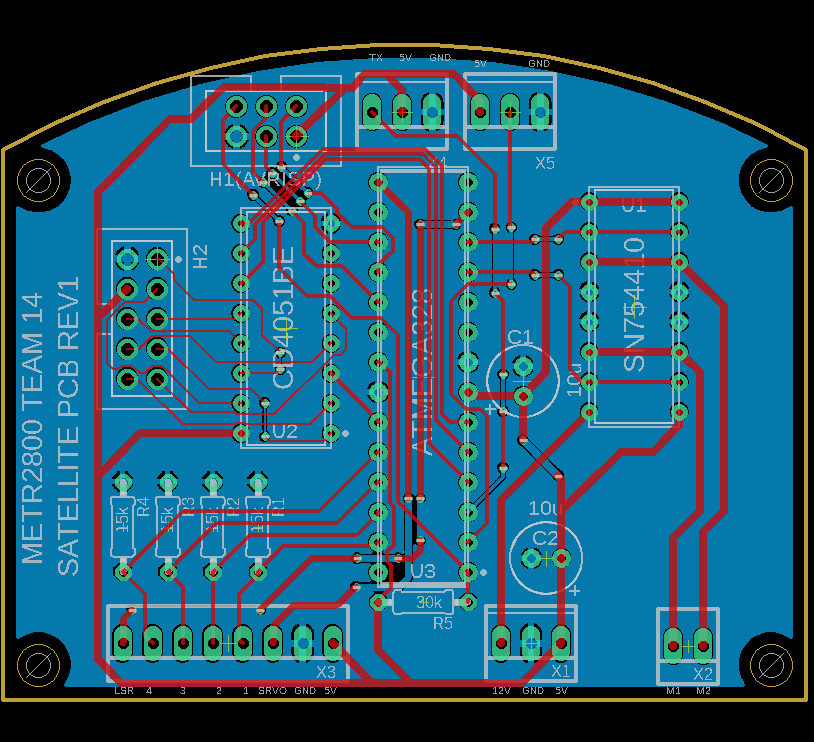 TX 5V GND
5V GND
X5
H1(AVRISP)
U1
SN754410
H2
CD4051BE
ATMEGA328
C1
10u
+
U2
METR2800 TEAM 14
SATELLITE PCB REV1
15k R4 15k R3 15k R2 15k R1
10u
C2
+
U3
30k
R5
X3
X1
X2
LSR 4 3 2 1 SRVO GND 5V
12V GND 5V
M1 M2